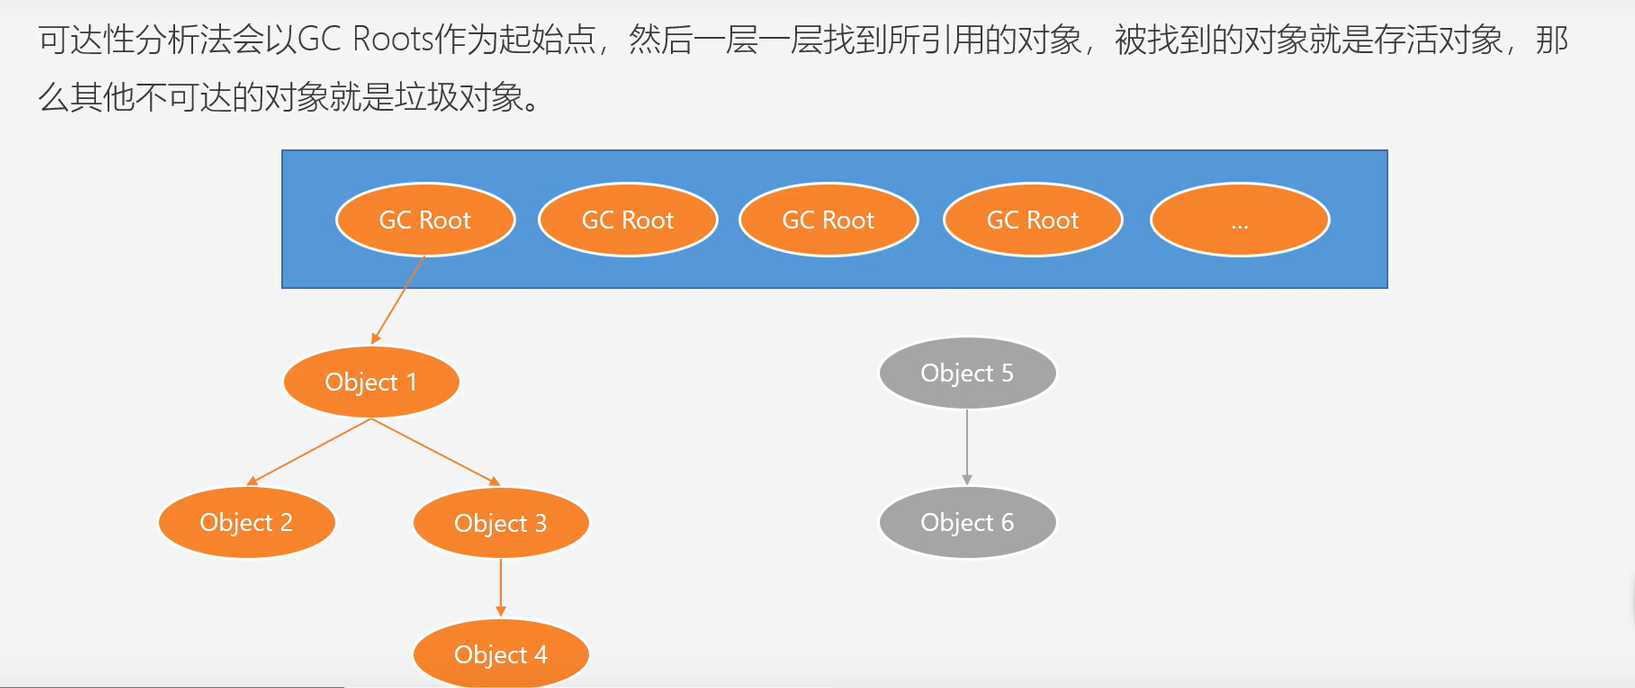 可达性分析法会以GC Roots作为起始点，然后一层一层找到所引用的对象，被找到的对象就是存活对象，那
么其他不可达的对象就是垃圾对象。
GC Root
GC Root
GC Root
GC Root
...
Object 1
Object 5
Object 2
Object 3
Object 6
Object 4